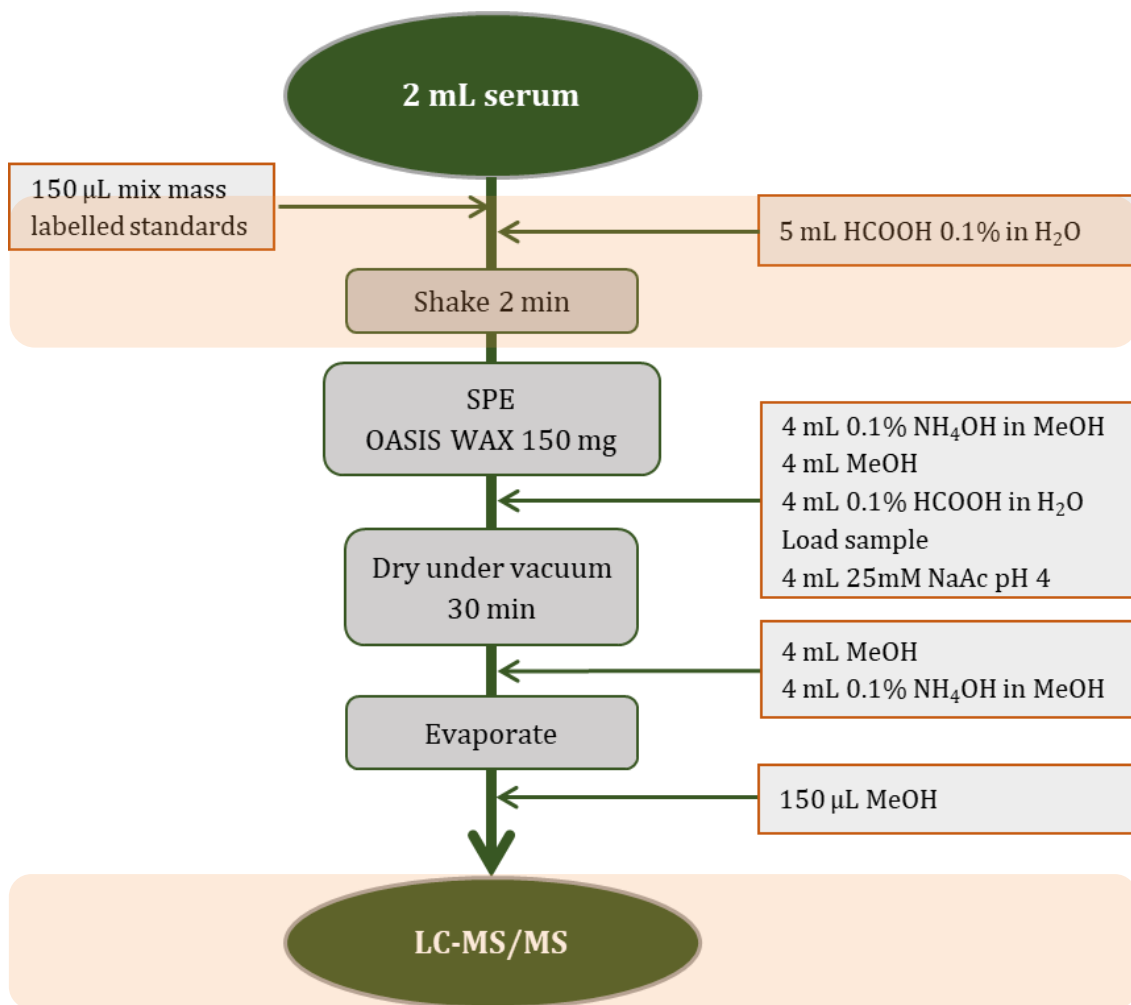 2 mL serum
150 µL mix mass
labelled standards
5 mL HCOOH 0.1% in H₂O
Shake 2 min
SPE
OASIS WAX 150 mg
4 mL 0.1% NH₄OH in MeOH
4 mL MeOH
4 mL 0.1% HCOOH in H₂O
Load sample
4 mL 25mM NaAc pH 4
Dry under vacuum
30 min
4 mL MeOH
4 mL 0.1% NH₄OH in MeOH
Evaporate
150 µL MeOH
LC-MS/MS